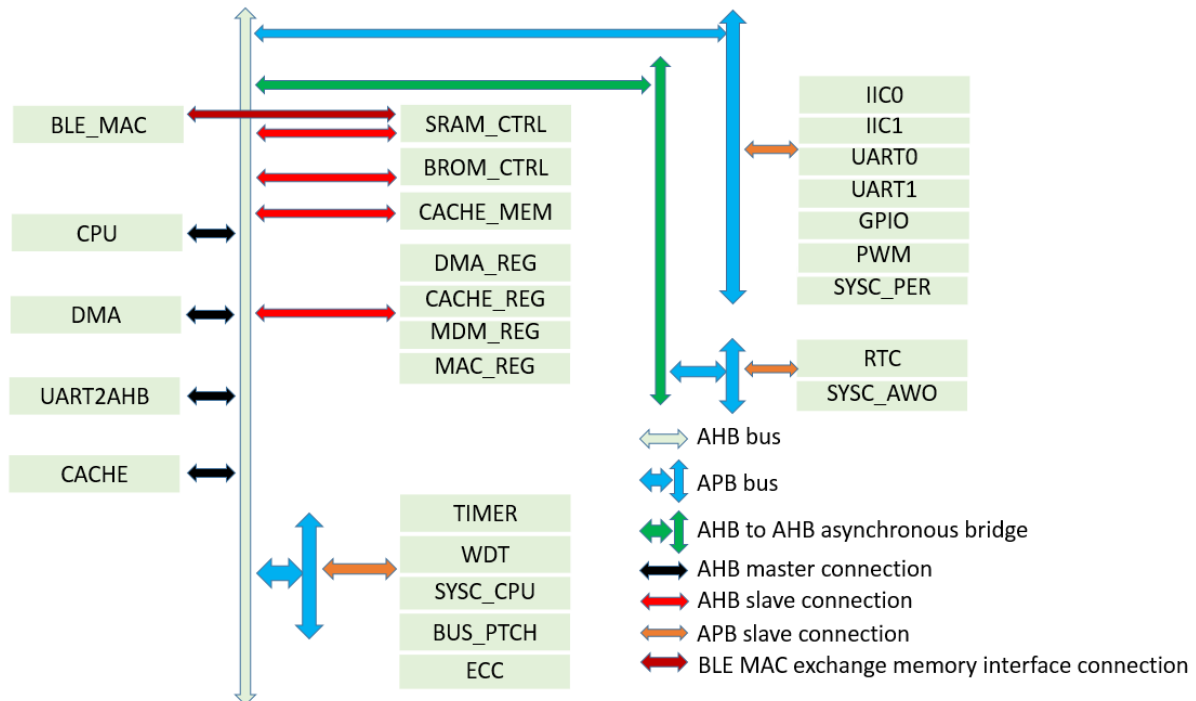 BLE_MAC
CPU
DMA
UART2AHB
CACHE
SRAM_CTRL
BROM_CTRL
CACHE_MEM
DMA_REG
CACHE_REG
MDM_REG
MAC_REG
TIMER
WDT
SYSC_CPU
BUS_PTCH
ECC
IIC0
IIC1
UART0
UART1
GPIO
PWM
SYSC_PER
RTC
SYSC_AWO
AHB bus
APB bus
AHB to AHB asynchronous bridge
AHB master connection
AHB slave connection
APB slave connection
BLE MAC exchange memory interface connection